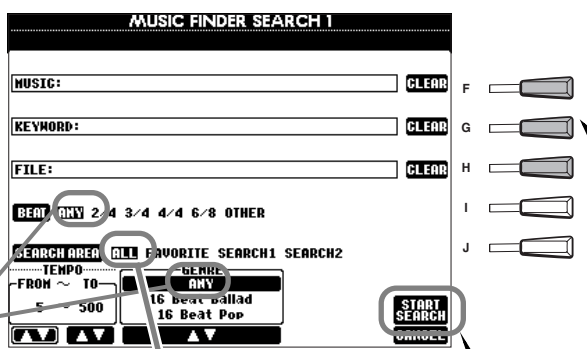 MUSIC FINDER SEARCH 1
MUSIC: CLEAR F
KEYWORD: CLEAR G
FILE: CLEAR H
BEAT ANY 2/4 3/4 4/4 6/8 OTHER I
SEARCH AREA ALL FAVORITE SEARCH1 SEARCH2 J
TEMPO GENRE
FROM ~ TO ANY
5 ~ 500 16 Beat Ballad
16 Beat Pop
START
SEARCH
CANCEL